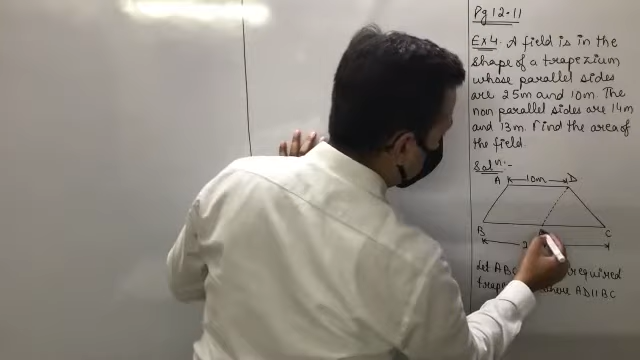 Pg 12.11
Ex 4. A field is in the
shape of a trapezium
whose parallel sides
are 25m and 10m. The
non parallel sides are 14m
and 13m. Find the area of
the field.
Soln:-
A 10m D
B C
Let ABC required
where AD||BC